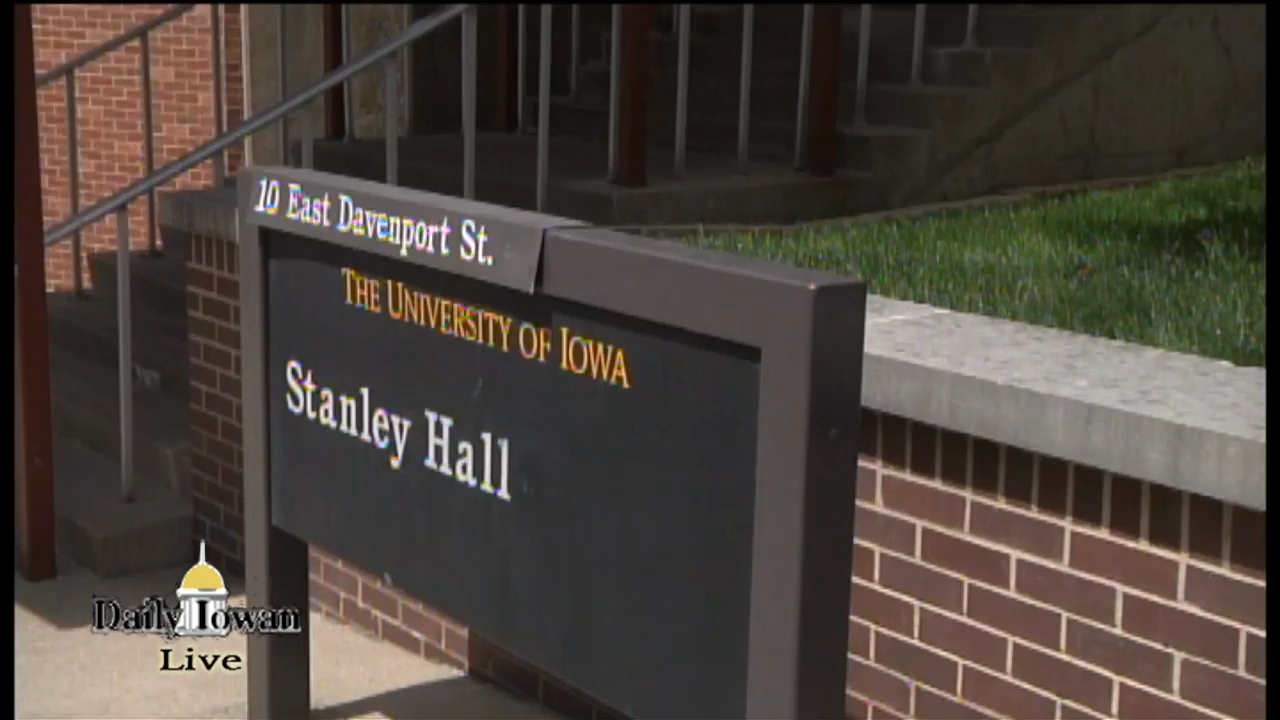 10 East Davenport St.
THE UNIVERSITY OF IOWA
Stanley Hall
Daily Iowan
Live